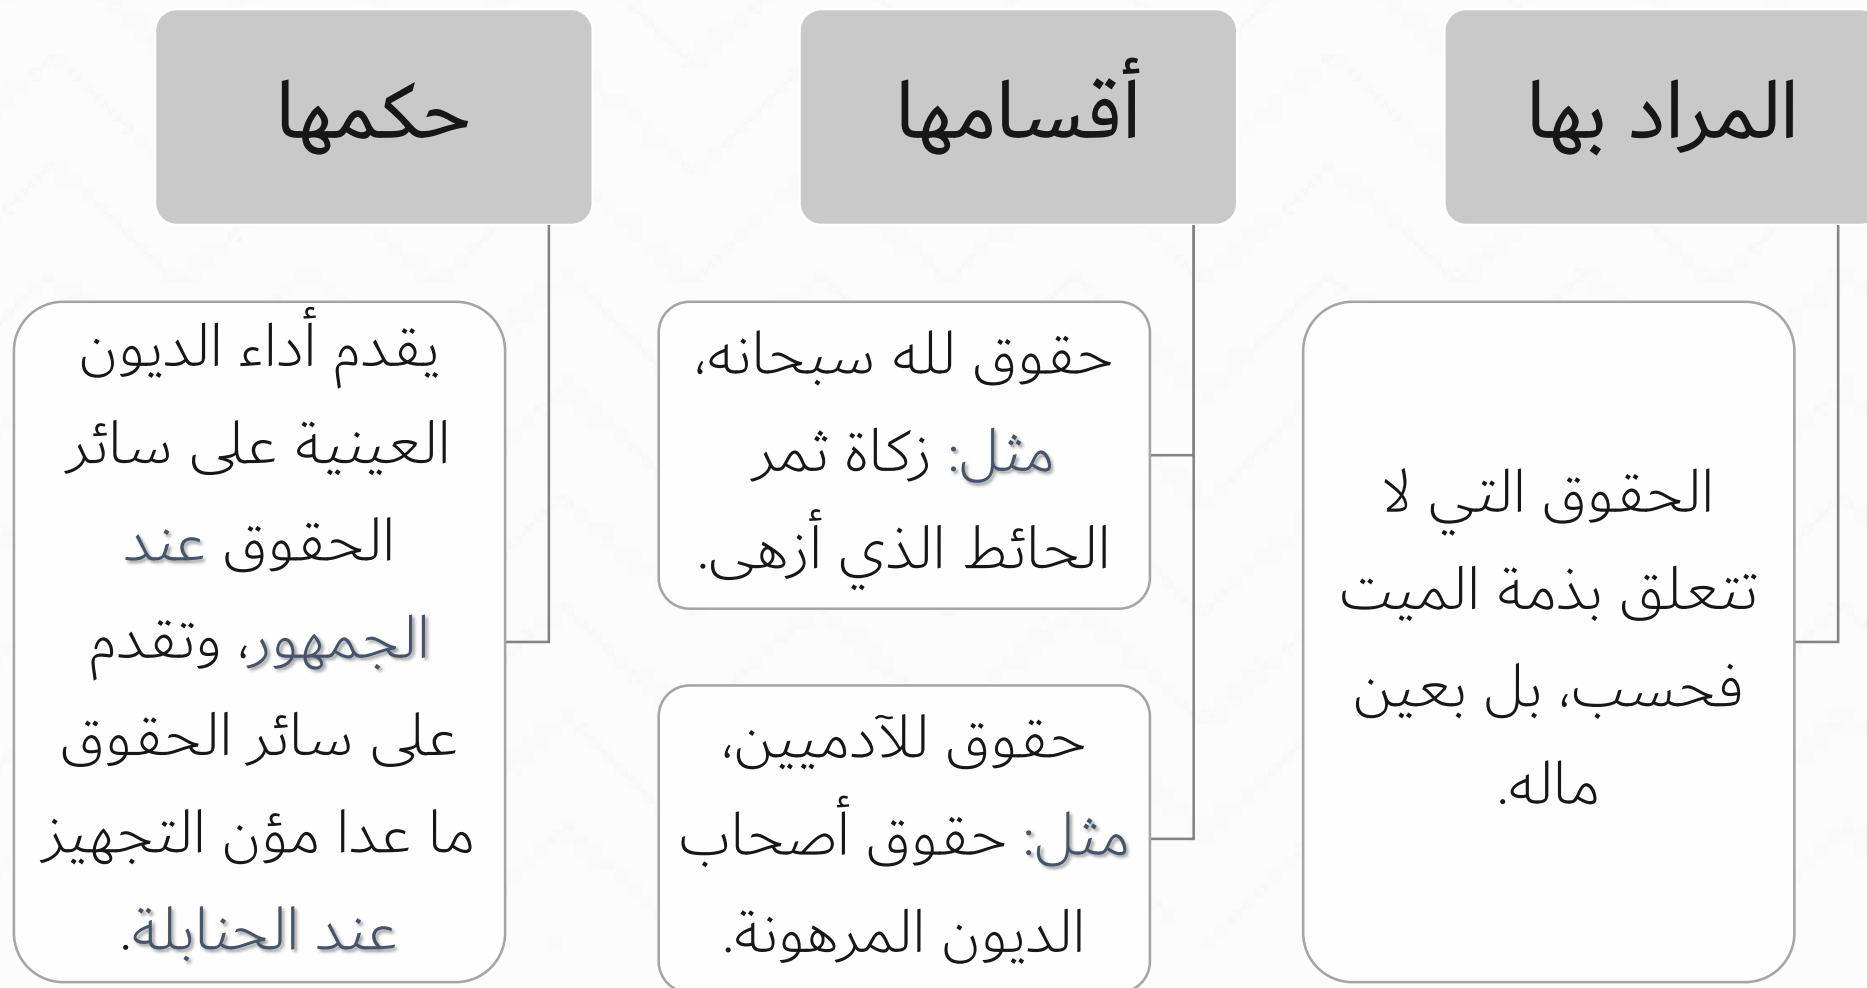 المراد بها
الحقوق التي لا
تتعلق بذمة الميت
فحسب، بل بعين
ماله.
أقسامها
حقوق لله سبحانه،
مثل: زكاة ثمر
الحائط الذي أزهى.
حقوق للآدميين،
مثل: حقوق أصحاب
الديون المرهونة.
حكمها
يقدم أداء الديون
العينية على سائر
الحقوق عند
الجمهور، وتقدم
على سائر الحقوق
ما عدا مؤن التجهيز
عند الحنابلة.